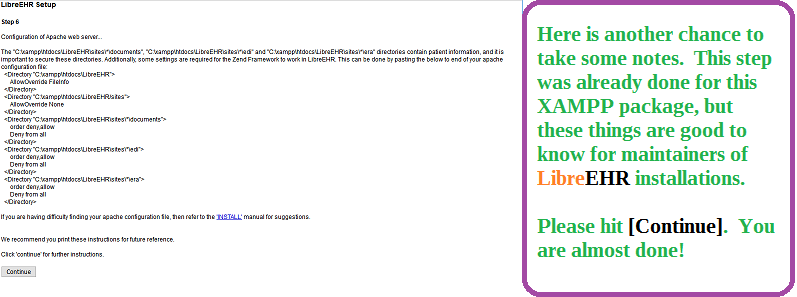 LibreEHR Setup
Step 6
Configuration of Apache web server...
The "C:\xampp\htdocs\LibreEHR\sites\*\documents", "C:\xampp\htdocs\LibreEHR\sites\*\edi" and "C:\xampp\htdocs\LibreEHR\sites\*\era" directories contain patient information, and it is
important to secure these directories. Additionally, some settings are required for the Zend Framework to work in LibreEHR. This can be done by pasting the below to end of your apache
configuration file:
<Directory "C:\xampp\htdocs\LibreEHR">
AllowOverride FileInfo
</Directory>
<Directory "C:\xampp\htdocs\LibreEHR\sites">
AllowOverride None
</Directory>
<Directory "C:\xampp\htdocs\LibreEHR\sites\*\documents">
order deny,allow
Deny from all
</Directory>
<Directory "C:\xampp\htdocs\LibreEHR\sites\*\edi">
order deny,allow
Deny from all
</Directory>
<Directory "C:\xampp\htdocs\LibreEHR\sites\*\era">
order deny,allow
Deny from all
</Directory>
If you are having difficulty finding your apache configuration file, then refer to the 'INSTALL' manual for suggestions.
We recommend you print these instructions for future reference.
Click 'continue' for further instructions.
Continue
Here is another chance to
take some notes. This step
was already done for this
XAMPP package, but
these things are good to
know for maintainers of
LibreEHR installations.
Please hit [Continue]. You
are almost done!